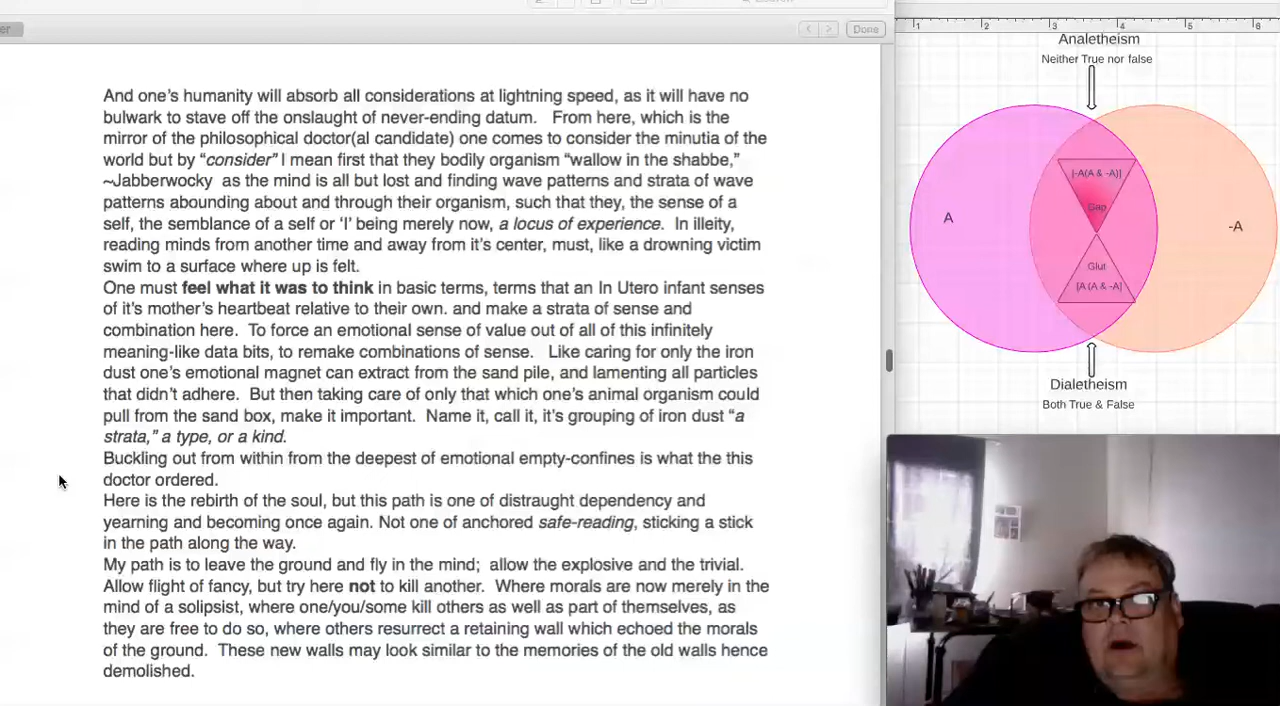 er
Done
And one's humanity will absorb all considerations at lightning speed, as it will have no
bulwark to stave off the onslaught of never-ending datum. From here, which is the
mirror of the philosophical doctor(al candidate) one comes to consider the minutia of the
world but by “consider” I mean first that they bodily organism “wallow in the shabbe,”
~Jabberwocky as the mind is all but lost and finding wave patterns and strata of wave
patterns abounding about and through their organism, such that they, the sense of a
self, the semblance of a self or ‘I’ being merely now, a locus of experience. In illeity,
reading minds from another time and away from it's center, must, like a drowning victim
swim to a surface where up is felt.
One must feel what it was to think in basic terms, terms that an In Utero infant senses
of it's mother's heartbeat relative to their own. and make a strata of sense and
combination here. To force an emotional sense of value out of all of this infinitely
meaning-like data bits, to remake combinations of sense. Like caring for only the iron
dust one's emotional magnet can extract from the sand pile, and lamenting all particles
that didn't adhere. But then taking care of only that which one's animal organism could
pull from the sand box, make it important. Name it, call it, it's grouping of iron dust “a
strata,” a type, or a kind.
Buckling out from within from the deepest of emotional empty-confines is what the this
doctor ordered.
Here is the rebirth of the soul, but this path is one of distraught dependency and
yearning and becoming once again. Not one of anchored safe-reading, sticking a stick
in the path along the way.
My path is to leave the ground and fly in the mind; allow the explosive and the trivial.
Allow flight of fancy, but try here not to kill another. Where morals are now merely in the
mind of a solipsist, where one/you/some kill others as well as part of themselves, as
they are free to do so, where others resurrect a retaining wall which echoed the morals
of the ground. These new walls may look similar to the memories of the old walls hence
demolished.
1 2 3 4 5 6
Analetheism
Neither True nor false
[-A(A & -A)]
Gap
A
-A
Glut
[A (A & -A]
Dialetheism
Both True & False